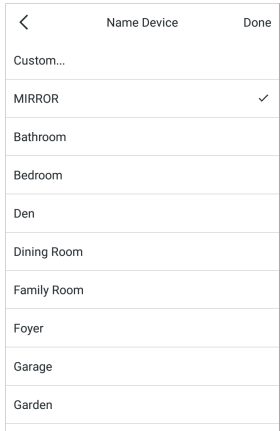 Name Device Done
Custom...
MIRROR
Bathroom
Bedroom
Den
Dining Room
Family Room
Foyer
Garage
Garden